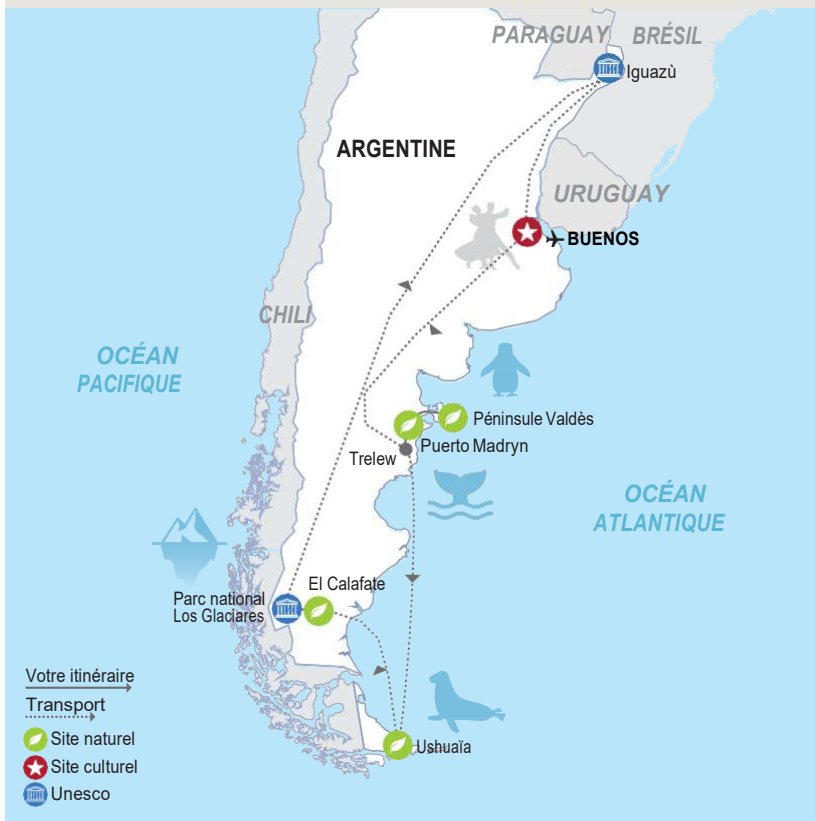 PARAGUAY
BRÉSIL
Iguazù
ARGENTINE
URUGUAY
BUENOS
CHILI
OCÉAN
PACIFIQUE
Péninsule Valdès
Puerto Madryn
Trelew
OCÉAN
ATLANTIQUE
El Calafate
Parc national
Los Glaciares
Ushuaïa
Votre itinéraire
Transport
Site naturel
Site culturel
Unesco